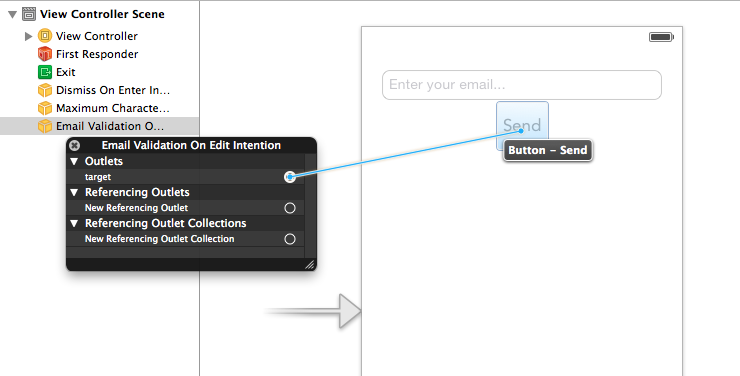 View Controller Scene
View Controller
First Responder
Exit
Dismiss On Enter In...
Maximum Characte...
Email Validation O...
Email Validation On Edit Intention
Outlets
target
Referencing Outlets
New Referencing Outlet
Referencing Outlet Collections
New Referencing Outlet Collection
Enter your email...
Send
Button – Send